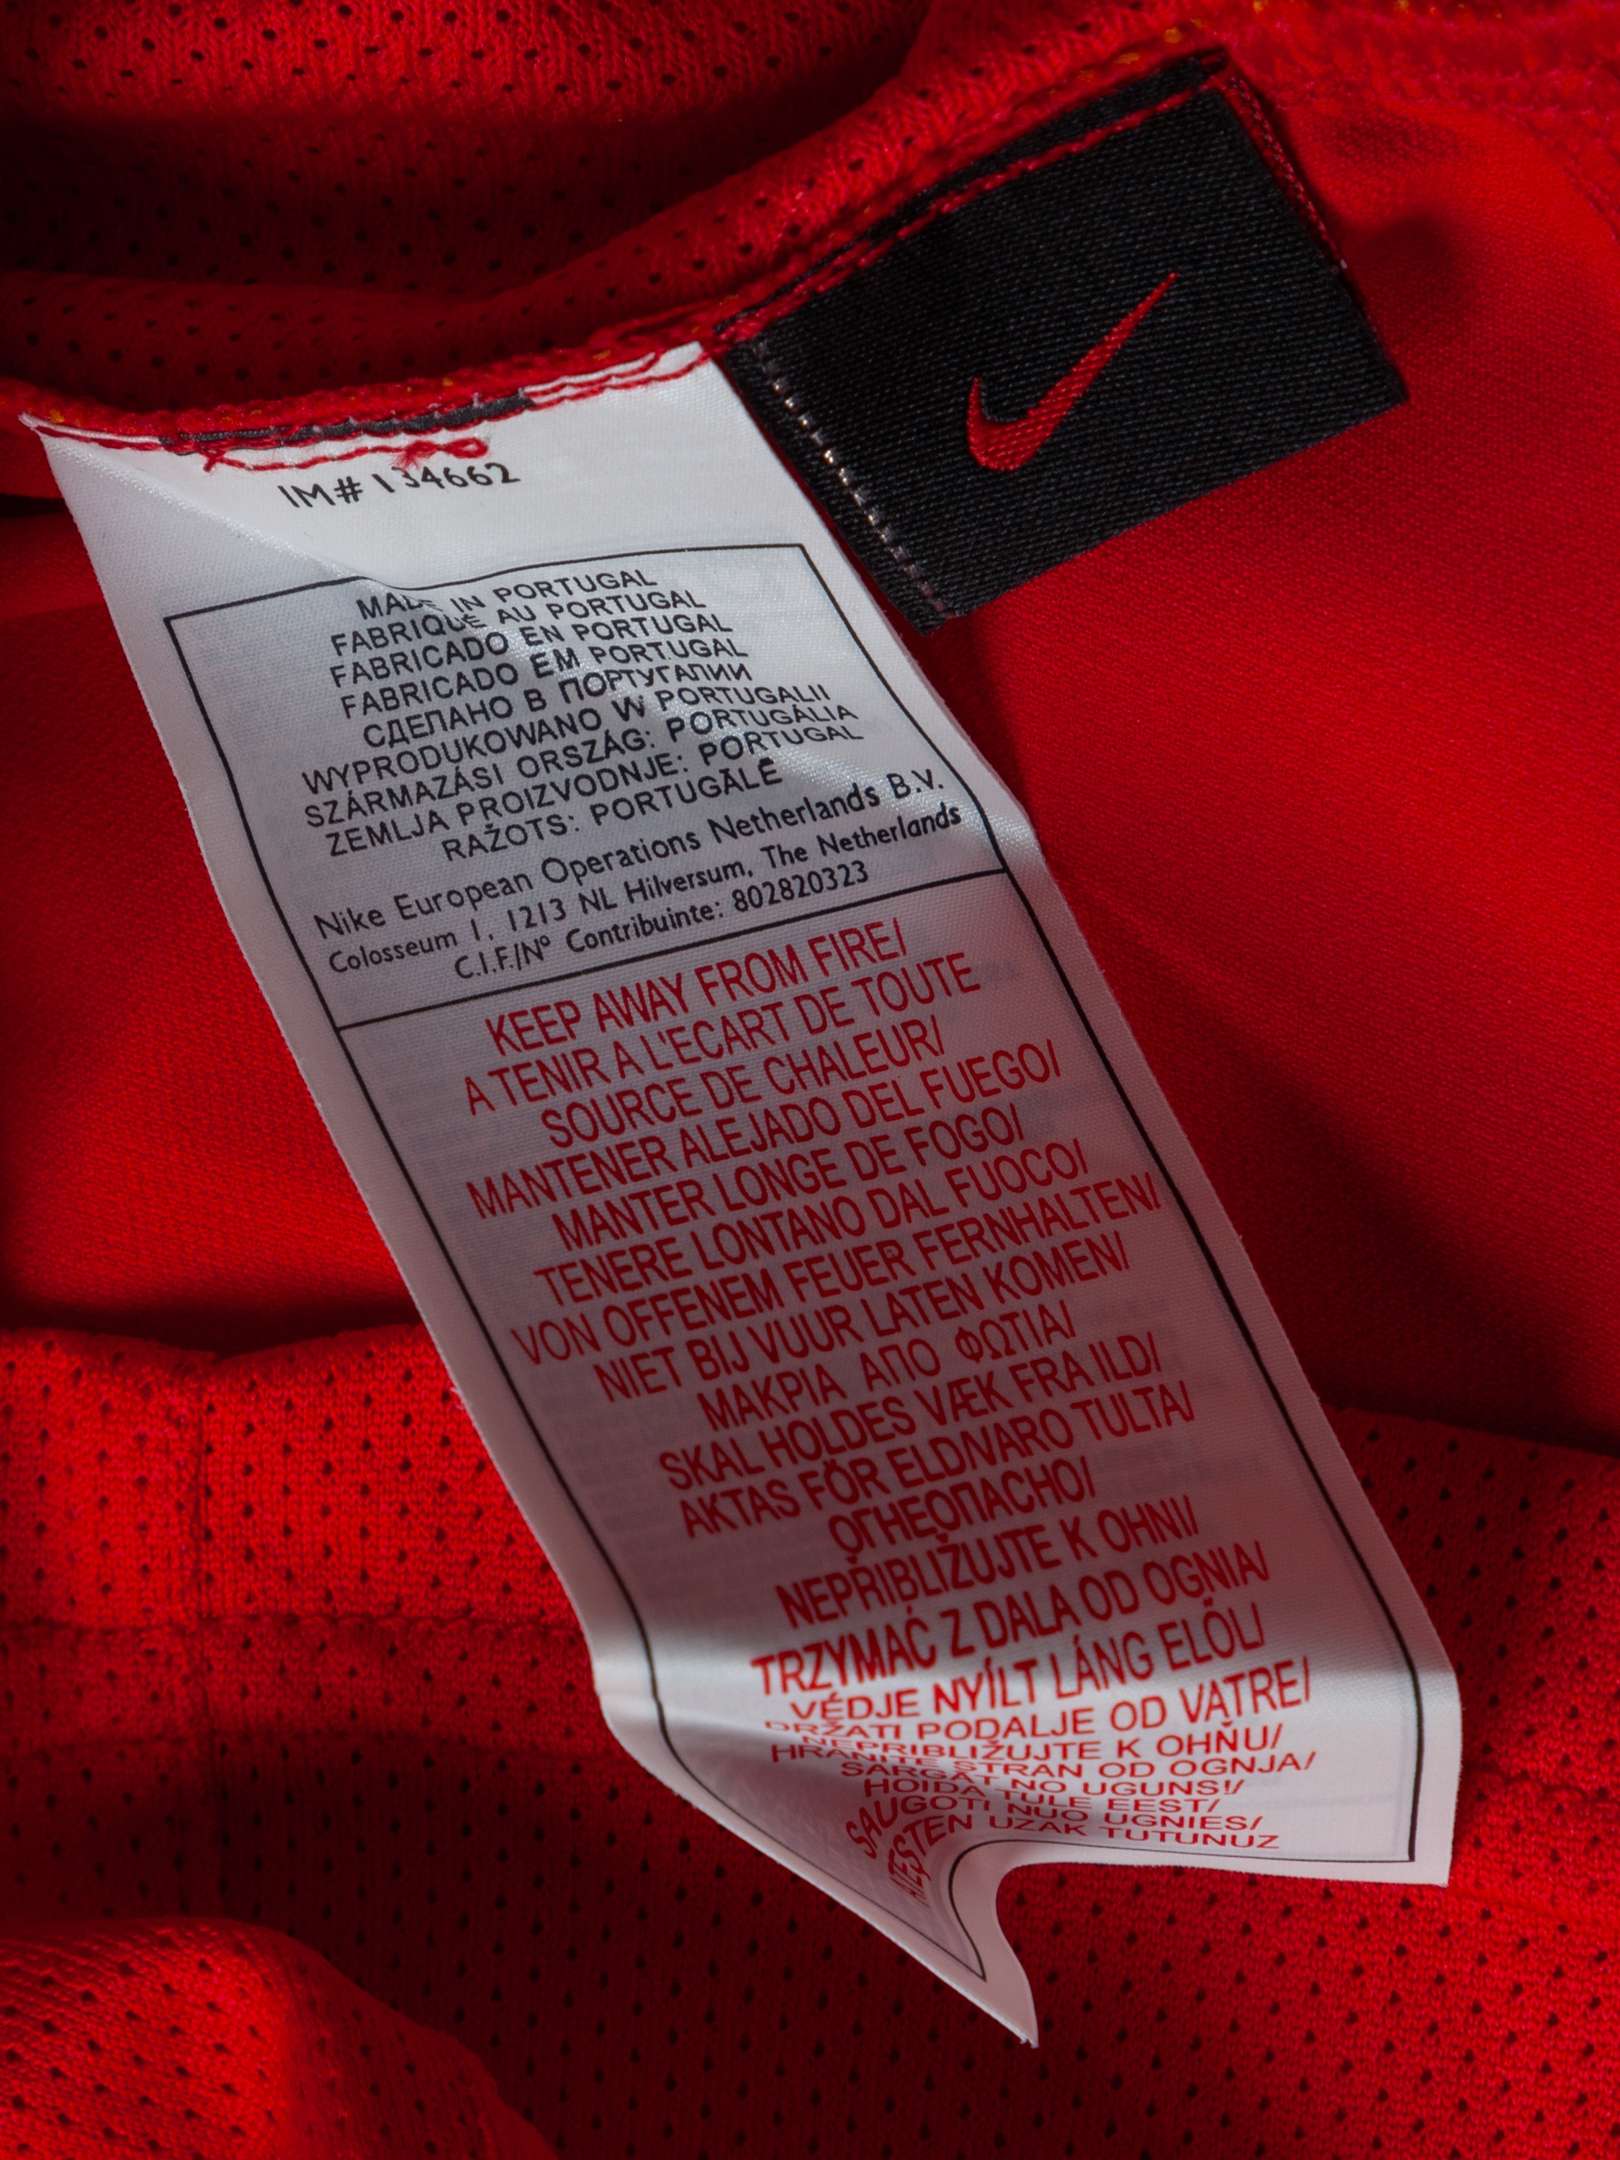 IM# 134662
MADE IN PORTUGAL
FABRIQUÉ AU PORTUGAL
FABRICADO EN PORTUGAL
FABRICADO EM PORTUGAL
СДЕЛАНО В ПОРТУГАЛИИ
WYPRODUKOWANO W PORTUGALII
SZÁRMAZÁSI ORSZÁG: PORTUGÁLIA
ZEMLJA PROIZVODNJE: PORTUGAL
RAŽOTS: PORTUGĀLĒ
Nike European Operations Netherlands B.V.
Colosseum 1, 1213 NL Hilversum, The Netherlands
C.I.F./Nº Contribuinte: 802820323
KEEP AWAY FROM FIRE/
A TENIR A L'ECART DE TOUTE
SOURCE DE CHALEUR/
MANTENER ALEJADO DEL FUEGO/
MANTER LONGE DE FOGO/
TENERE LONTANO DAL FUOCO/
VON OFFENEM FEUER FERNHALTEN/
NIET BIJ VUUR LATEN KOMEN/
ΜΑΚΡΙΑ ΑΠΟ ΦΩΤΙΑ/
SKAL HOLDES VÆK FRA ILD/
AKTAS FÖR ELD/VARO TULTA/
ОГНЕОПАСНО/
NEPŘIBLIŽUJTE K OHNI/
TRZYMAĆ Z DALA OD OGNIA/
VÉDJE NYÍLT LÁNG ELŐL/
DRŽATI PODALJE OD VATRE/
NEPRIBLIŽUJTE K OHŇU/
HRANITE STRAN OD OGNJA/
SARGĀT NO UGUNS!/
HOIDA TULE EEST/
SAUGOTI NUO UGNIES/
ATEŞTEN UZAK TUTUNUZ